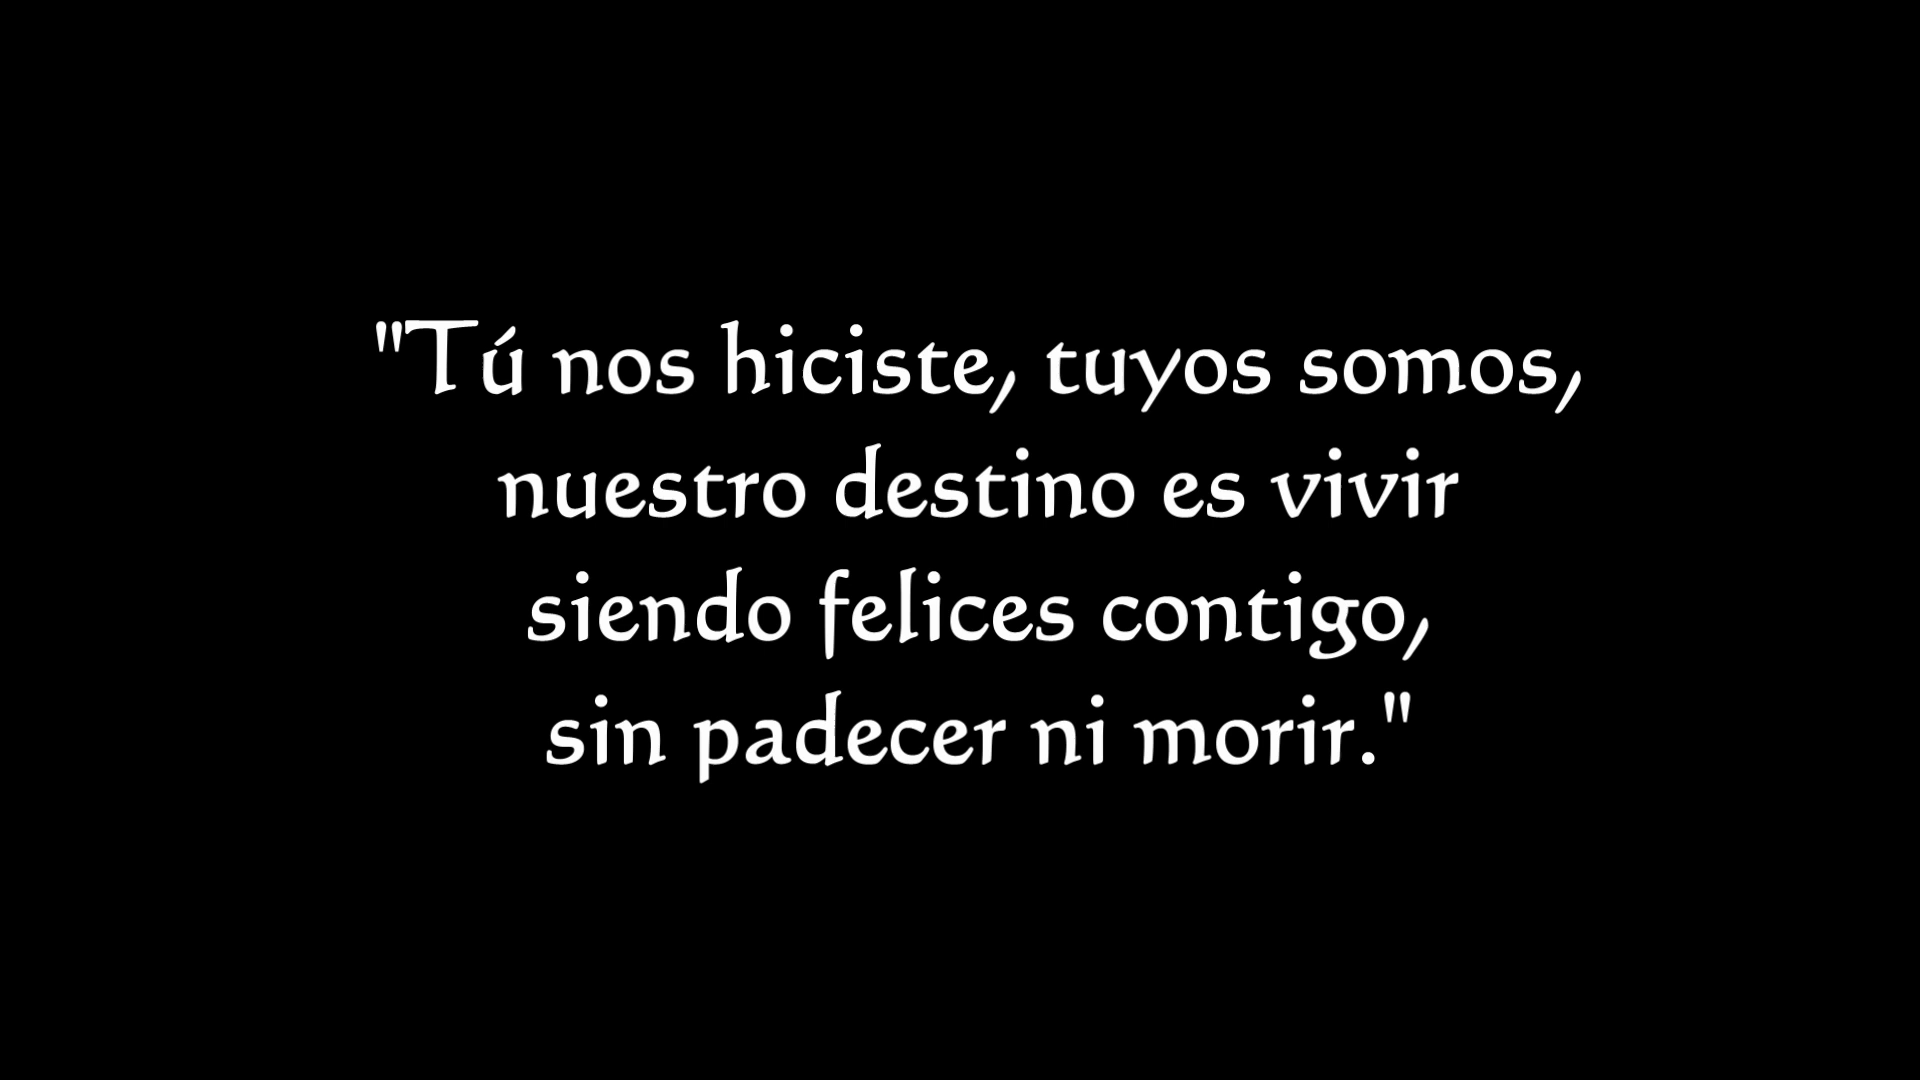 "Tú nos hiciste, tuyos somos,
nuestro destino es vivir
siendo felices contigo,
sin padecer ni morir."